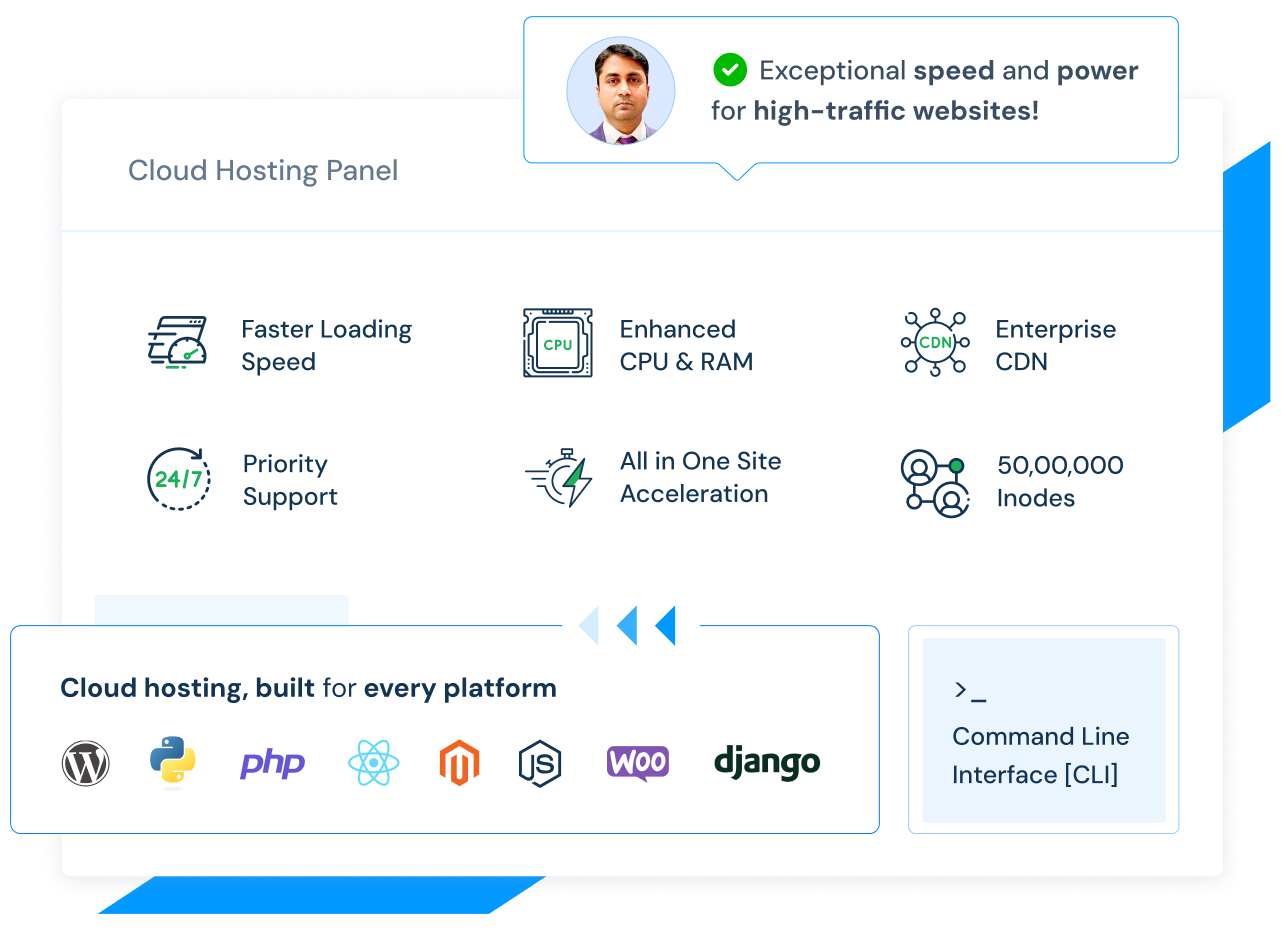 Exceptional speed and power
for high-traffic websites!
Cloud Hosting Panel
Faster Loading
Speed
CPU
Enhanced
CPU & RAM
CDN
Enterprise
CDN
24/7
Priority
Support
All in One Site
Acceleration
50,00,000
Inodes
Cloud hosting, built for every platform
W
php
JS
WOO
django
>_
Command Line
Interface [CLI]